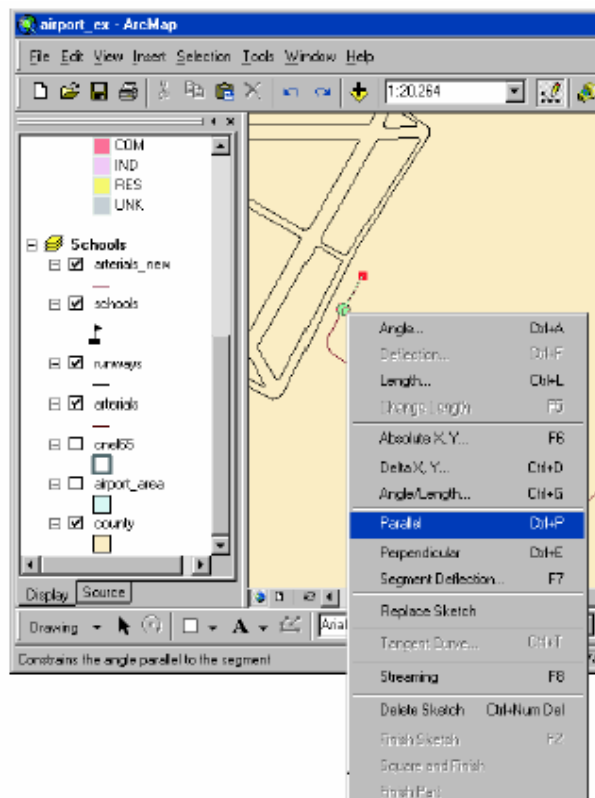 airport_ex - ArcMap
File Edit View Insert Selection Tools Window Help
1:20,264
COM
IND
RES
UNK
Schools
arterials_new
schools
runways
arterials
cnel65
airport_area
county
Display Source
Drawing A Arial
Constrains the angle parallel to the segment
Angle... Ctrl+A
Deflection... Ctrl+F
Length... Ctrl+L
Change Length F5
Absolute X, Y... F6
Delta X, Y... Ctrl+D
Angle/Length... Ctrl+G
Parallel Ctrl+P
Perpendicular Ctrl+E
Segment Deflection... F7
Replace Sketch
Tangent Curve... Ctrl+T
Streaming F8
Delete Sketch Ctrl+Num Del
Finish Sketch F2
Square and Finish
Finish Part